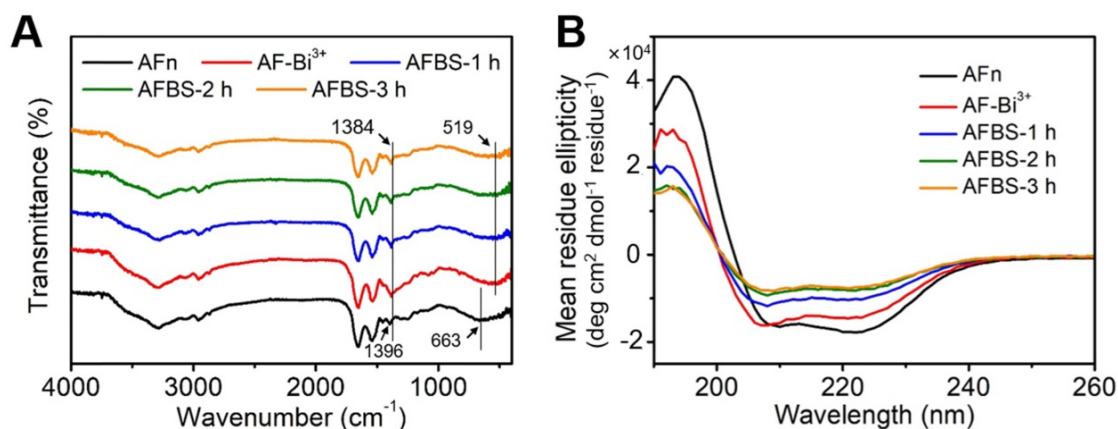 A
AFn AF-Bi³⁺ AFBS-1 h
AFBS-2 h AFBS-3 h
1384
519
1396
663
Transmittance (%)
4000 3000 2000 1000
Wavenumber (cm⁻¹)
B
×10⁴
4
2
0
-2
AFn
AF-Bi³⁺
AFBS-1 h
AFBS-2 h
AFBS-3 h
Mean residue ellipticity
(deg cm² dmol⁻¹ residue⁻¹)
200 220 240 260
Wavelength (nm)